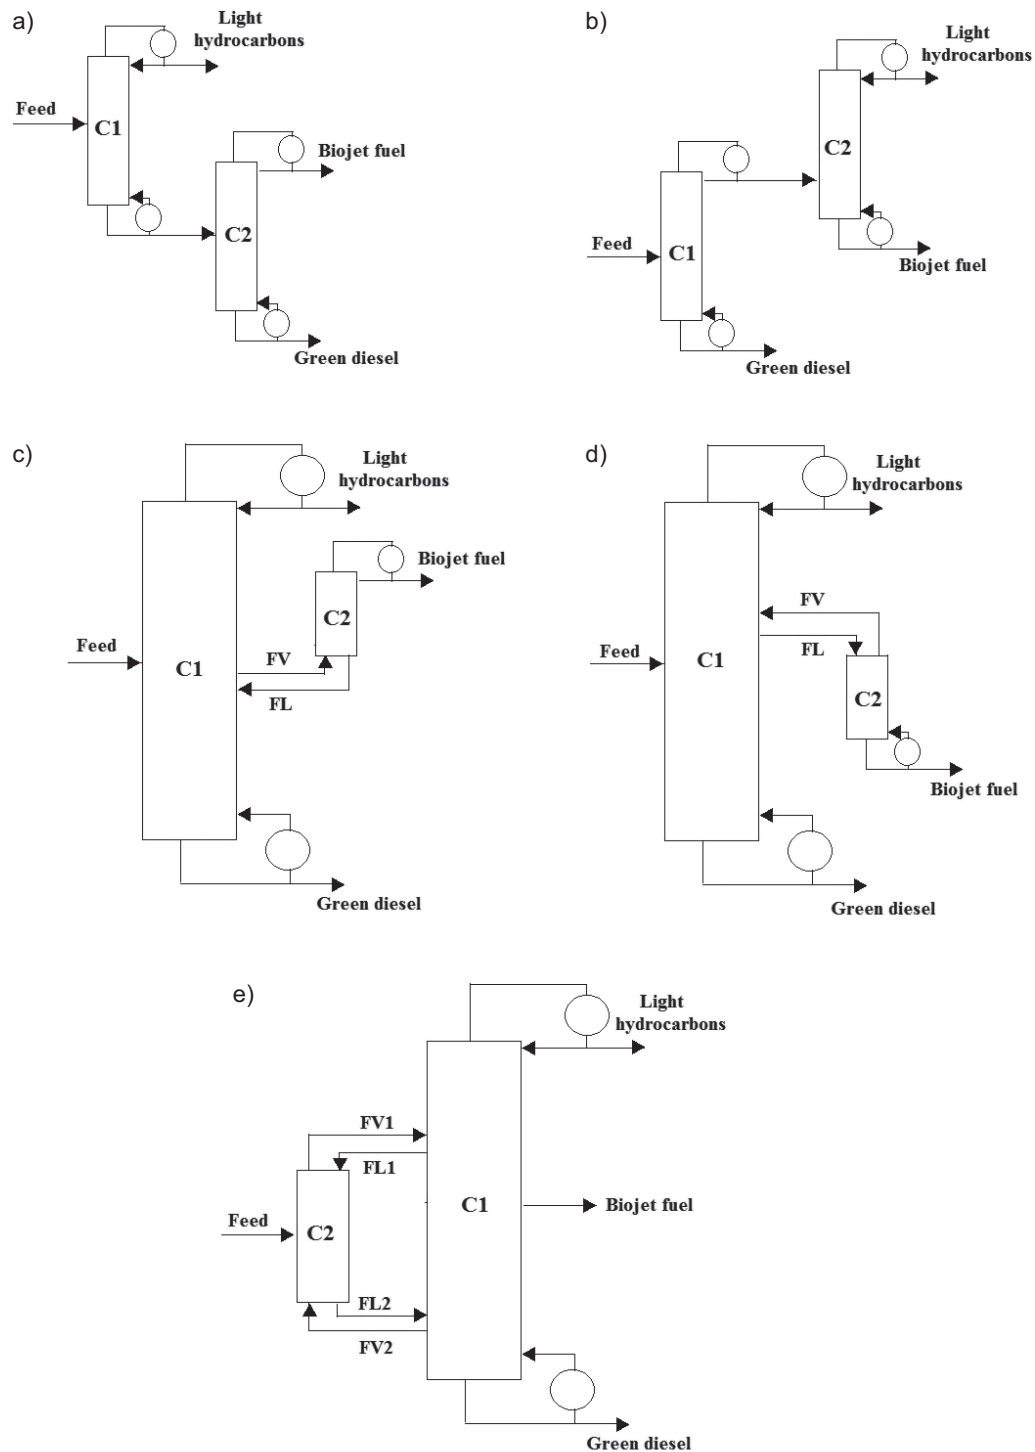 a)
Light
hydrocarbons
Feed
C1
Biojet fuel
C2
Green diesel
b)
Light
hydrocarbons
C2
Feed
C1
Biojet fuel
Green diesel
c)
Light
hydrocarbons
Biojet fuel
C2
Feed
C1
FV
FL
Green diesel
d)
Light
hydrocarbons
FV
Feed
C1
FL
C2
Biojet fuel
Green diesel
e)
Light
hydrocarbons
FV1
FL1
C1
Biojet fuel
Feed
C2
FL2
FV2
Green diesel